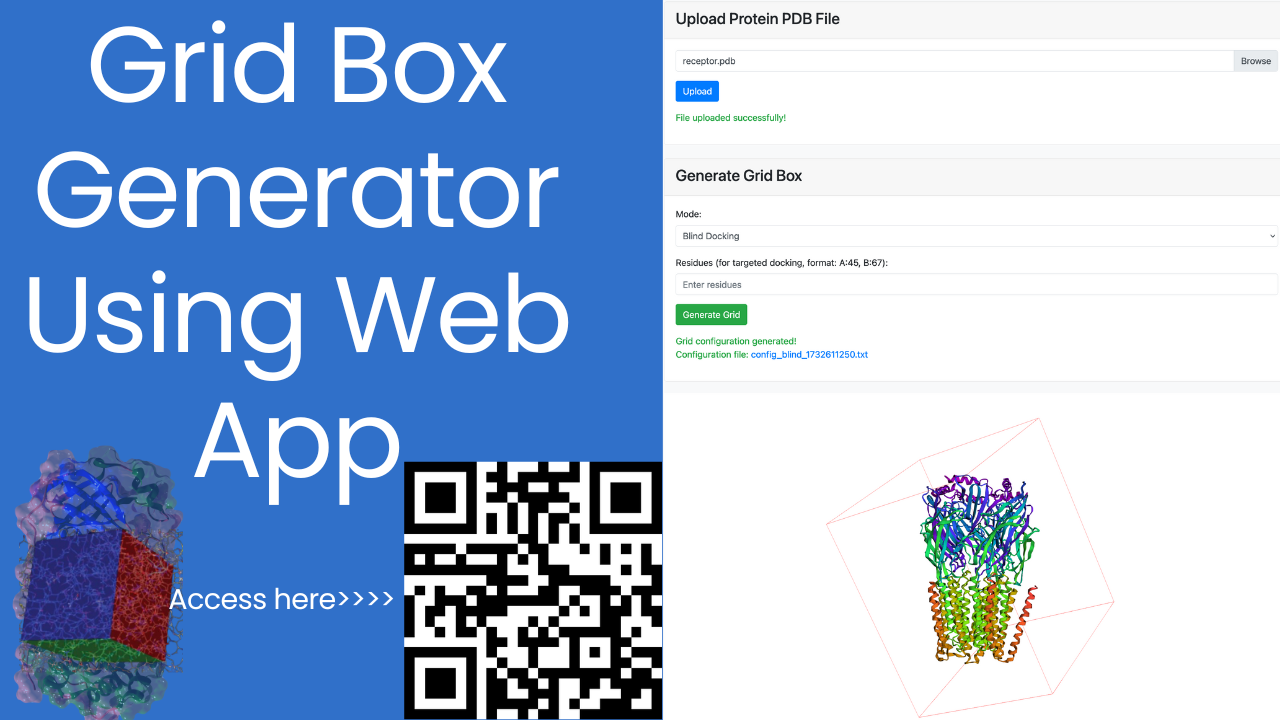 Grid Box
Generator
Using Web
App
Access here>>>>
Upload Protein PDB File
receptor.pdb
Browse
Upload
File uploaded successfully!
Generate Grid Box
Mode:
Blind Docking
Residues (for targeted docking, format: A:45, B:67):
Enter residues
Generate Grid
Grid configuration generated!
Configuration file: config_blind_1732611250.txt